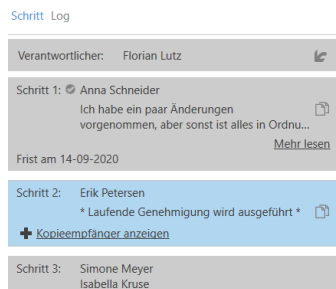 Schritt Log
Verantwortlicher: Florian Lutz
Schritt 1: Anna Schneider
Ich habe ein paar Änderungen
vorgenommen, aber sonst ist alles in Ordnu...
Mehr lesen
Frist am 14-09-2020
Schritt 2: Erik Petersen
* Laufende Genehmigung wird ausgeführt *
Kopieempfänger anzeigen
Schritt 3: Simone Meyer
Isabella Kruse